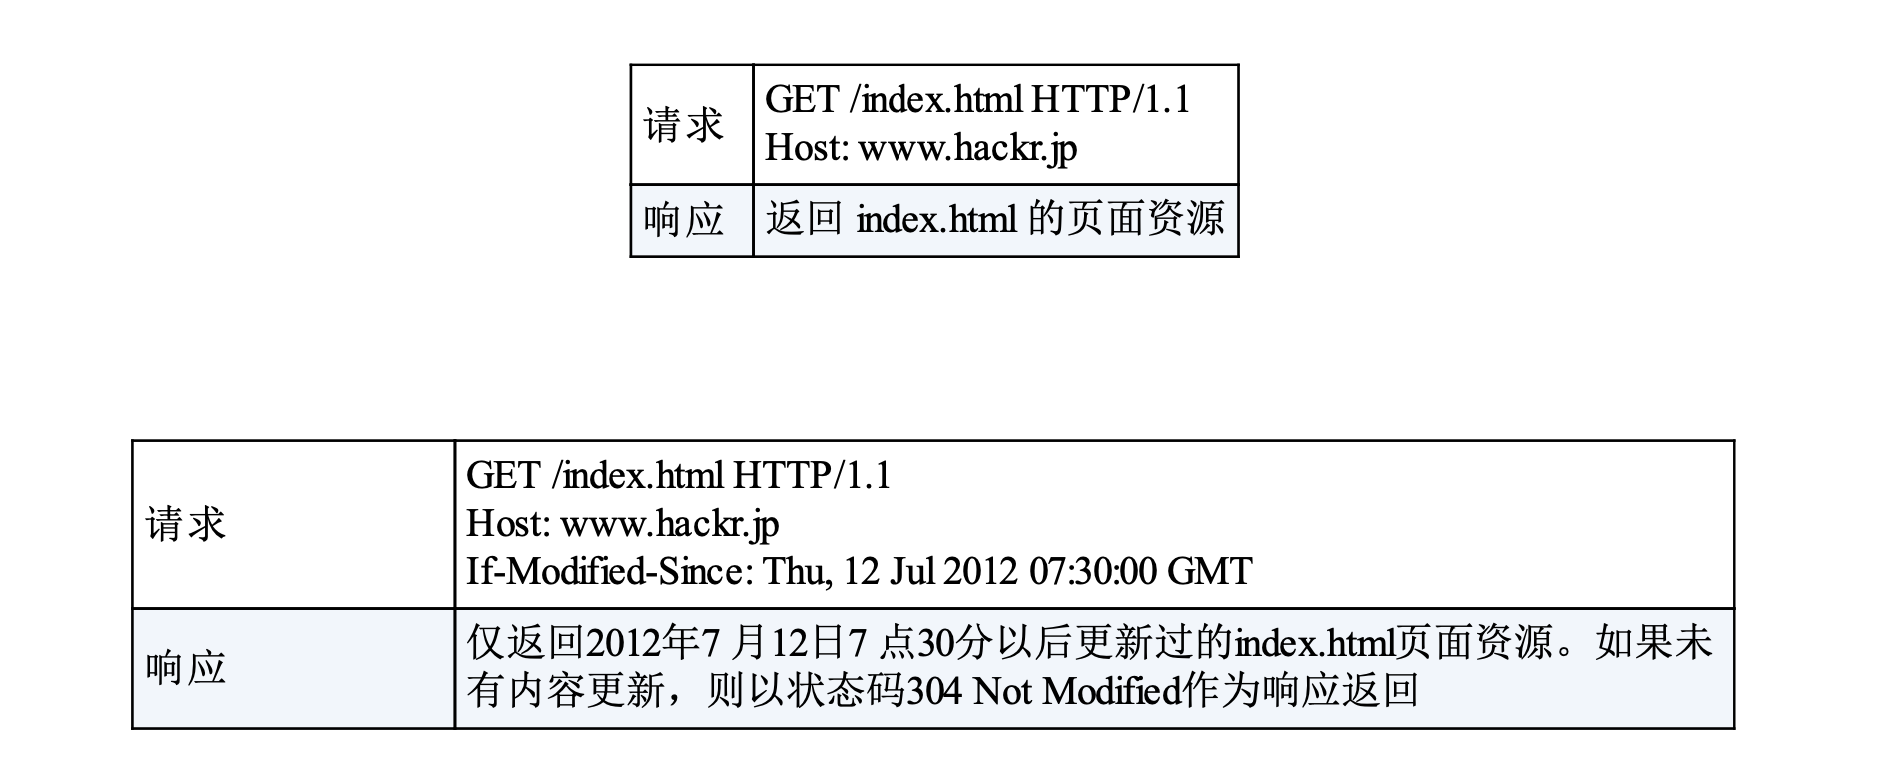 请求
GET /index.html HTTP/1.1
Host: www.hackr.jp
响应
返回 index.html 的页面资源
请求
GET /index.html HTTP/1.1
Host: www.hackr.jp
If-Modified-Since: Thu, 12 Jul 2012 07:30:00 GMT
响应
仅返回2012年7 月12日7 点30分以后更新过的index.html页面资源。如果未
有内容更新，则以状态码304 Not Modified作为响应返回